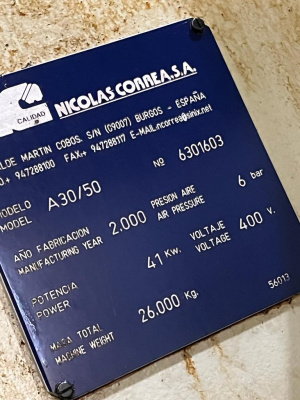 CALIDAD
NICOLAS CORREA,S.A.
ALDE MARTIN COBOS. S/N (09007) BURGOS - ESPAÑA
947288100 FAX.+ 947288117 E-MAIL.ncorrea@sinix.net
MODELO
MODEL A30/50 Nº 6301603
AÑO FABRICACION
MANUFACTURING YEAR 2.000 PRESION AIRE
AIR PRESSURE 6 bar
POTENCIA
POWER 41 Kw. VOLTAJE
VOLTAGE 400 V.
MASA TOTAL
MACHINE WEIGHT 26.000 Kg.
56013